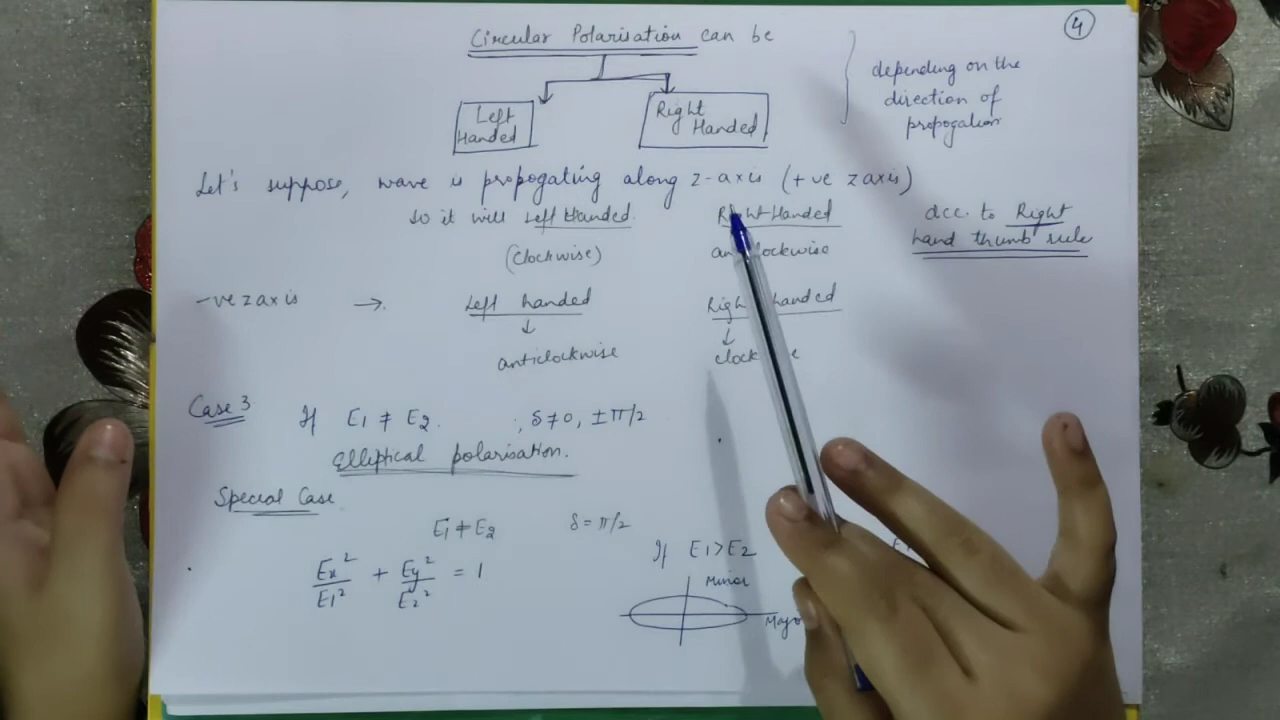 4
Circular Polarisation can be
Left Handed
Right Handed
depending on the
direction of
propogation
Let's suppose, wave is propogating along z-axis (+ve z axis)
so it will Left Handed. Right Handed
acc. to Right
hand thumb rule
(clockwise)
-ve z axis → Left handed
↓
anticlockwise
↓
Case 3 If E1 ≠ E2. ; δ ≠ 0, ± π/2
Elliptical polarisation.
Special Case
E1 ≠ E2 δ = π/2
Ex²/E1² + Ey²/E2² = 1
If E1 > E2
Minor